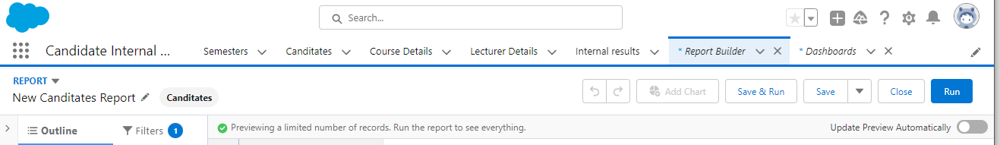 Search...
Candidate Internal ... Semesters Canditates Course Details Lecturer Details Internal results * Report Builder * Dashboards
REPORT
New Canditates Report Canditates Add Chart Save & Run Save Close Run
Outline Filters 1 Previewing a limited number of records. Run the report to see everything. Update Preview Automatically